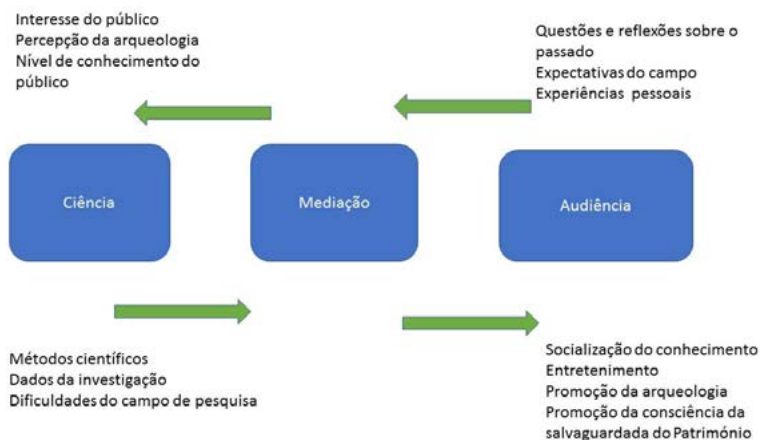 Interesse do público
Percepção da arqueologia
Nível de conhecimento do
público
Questões e reflexões sobre o
passado
Expectativas do campo
Experiências pessoais
Ciência
Mediação
Audiência
Métodos científicos
Dados da investigação
Dificuldades do campo de pesquisa
Socialização do conhecimento
Entretenimento
Promoção da arqueologia
Promoção da consciência da
salvaguardada do Património